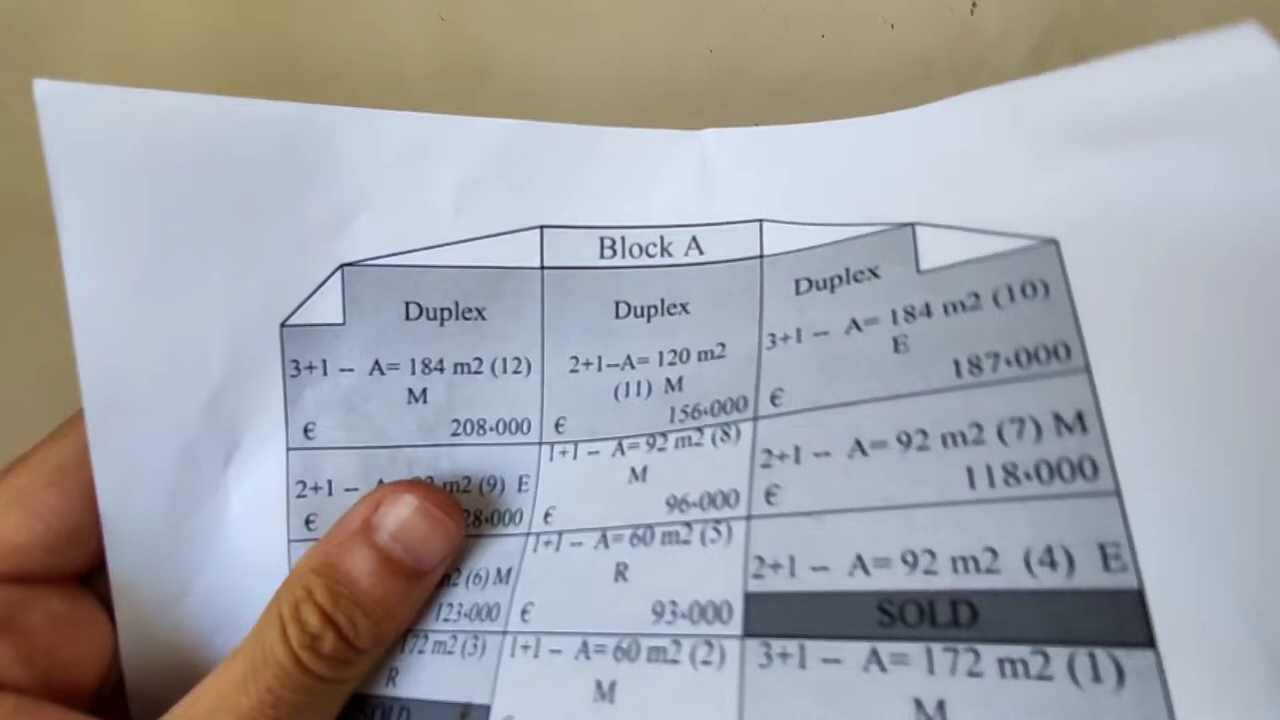 Block A
Duplex
3+1 – A= 184 m2 (12)
M
€ 208.000
Duplex
2+1–A= 120 m2
(11) M
€ 156.000
Duplex
3+1 – A= 184 m2 (10)
E
€ 187.000
2+1 – m2 (9) E
€
1+1 – A= 92 m2 (8)
M
€ 96.000
2+1 – A= 92 m2 (7) M
€ 118.000
(6) M
123.000
1+1 – A= 60 m2 (5)
R
€ 93.000
2+1 – A= 92 m2 (4) E
SOLD
172 m2 (3)
R
SOLD
1+1 – A= 60 m2 (2)
M
3+1 – A= 172 m2 (1)
M